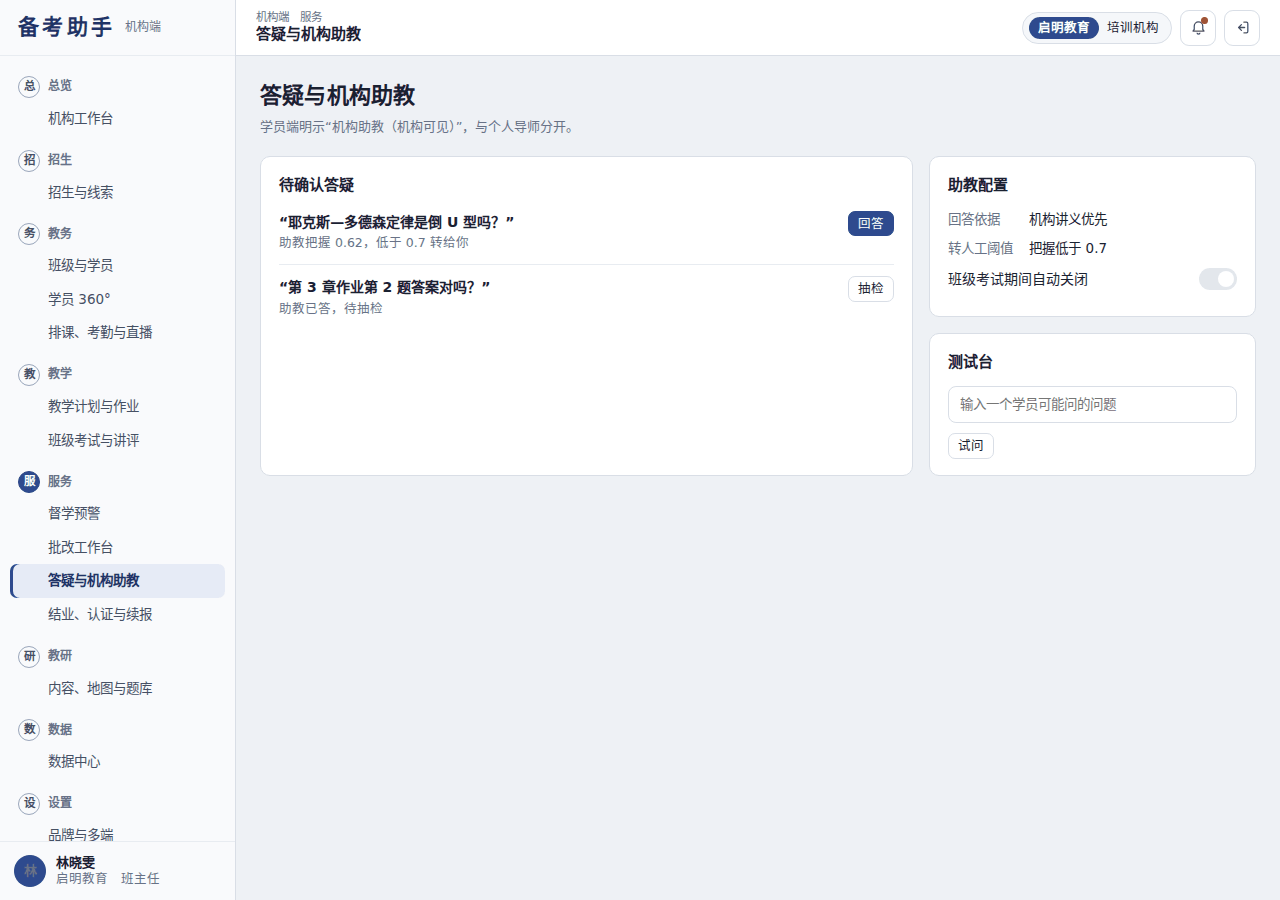 备考助手 机构端
总 总览
机构工作台
招 招生
招生与线索
务 教务
班级与学员
学员 360°
排课、考勤与直播
教 教学
教学计划与作业
班级考试与讲评
服 服务
督学预警
批改工作台
答疑与机构助教
结业、认证与续报
研 教研
内容、地图与题库
数 数据
数据中心
设 设置
品牌与多端
林 林晓雯
启明教育 班主任
机构端 服务
答疑与机构助教
启明教育 培训机构
答疑与机构助教
学员端明示“机构助教（机构可见）”，与个人导师分开。
待确认答疑
“耶克斯—多德森定律是倒 U 型吗？”
助教把握 0.62，低于 0.7 转给你
回答
“第 3 章作业第 2 题答案对吗？”
助教已答，待抽检
抽检
助教配置
回答依据 机构讲义优先
转人工阈值 把握低于 0.7
班级考试期间自动关闭
测试台
输入一个学员可能问的问题
试问